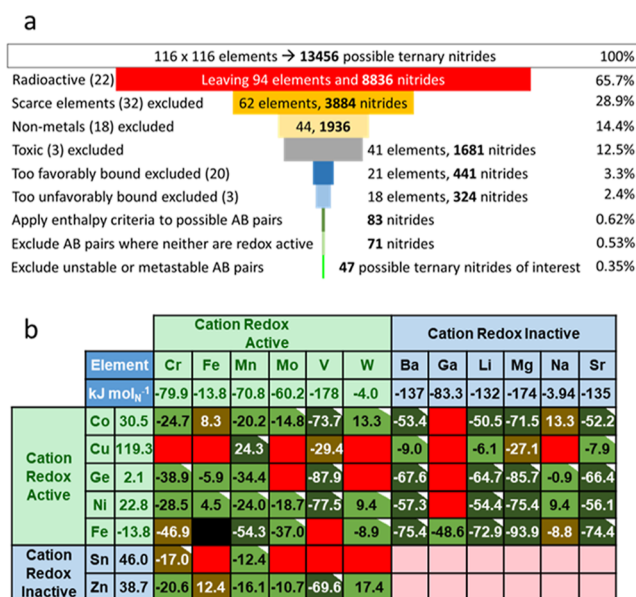 a
116 x 116 elements → 13456 possible ternary nitrides 100%
Radioactive (22) Leaving 94 elements and 8836 nitrides 65.7%
Scarce elements (32) excluded 62 elements, 3884 nitrides 28.9%
Non-metals (18) excluded 44, 1936 14.4%
Toxic (3) excluded 41 elements, 1681 nitrides 12.5%
Too favorably bound excluded (20) 21 elements, 441 nitrides 3.3%
Too unfavorably bound excluded (3) 18 elements, 324 nitrides 2.4%
Apply enthalpy criteria to possible AB pairs 83 nitrides 0.62%
Exclude AB pairs where neither are redox active 71 nitrides 0.53%
Exclude unstable or metastable AB pairs 47 possible ternary nitrides of interest 0.35%
b
Cation Redox Active
Cation Redox Inactive
Element Cr Fe Mn Mo V W Ba Ga Li Mg Na Sr
kJ molN-1 -79.9 -13.8 -70.8 -60.2 -178 -4.0 -137 -83.3 -132 -174 -3.94 -135
Cation Redox Active
Co 30.5 -24.7 8.3 -20.2 -14.8 -73.7 13.3 -53.4 -50.5 -71.5 13.3 -52.2
Cu 119.3 24.3 -29.4 -9.0 -6.1 -27.1 -7.9
Ge 2.1 -38.9 -5.9 -34.4 -87.9 -67.6 -64.7 -85.7 -0.9 -66.4
Ni 22.8 -28.5 4.5 -24.0 -18.7 -77.5 9.4 -57.3 -54.4 -75.4 9.4 -56.1
Fe -13.8 -46.9 -54.3 -37.0 -8.9 -75.4 -48.6 -72.9 -93.9 -8.8 -74.4
Cation Redox Inactive
Sn 46.0 -17.0 -12.4
Zn 38.7 -20.6 12.4 -16.1 -10.7 -69.6 17.4